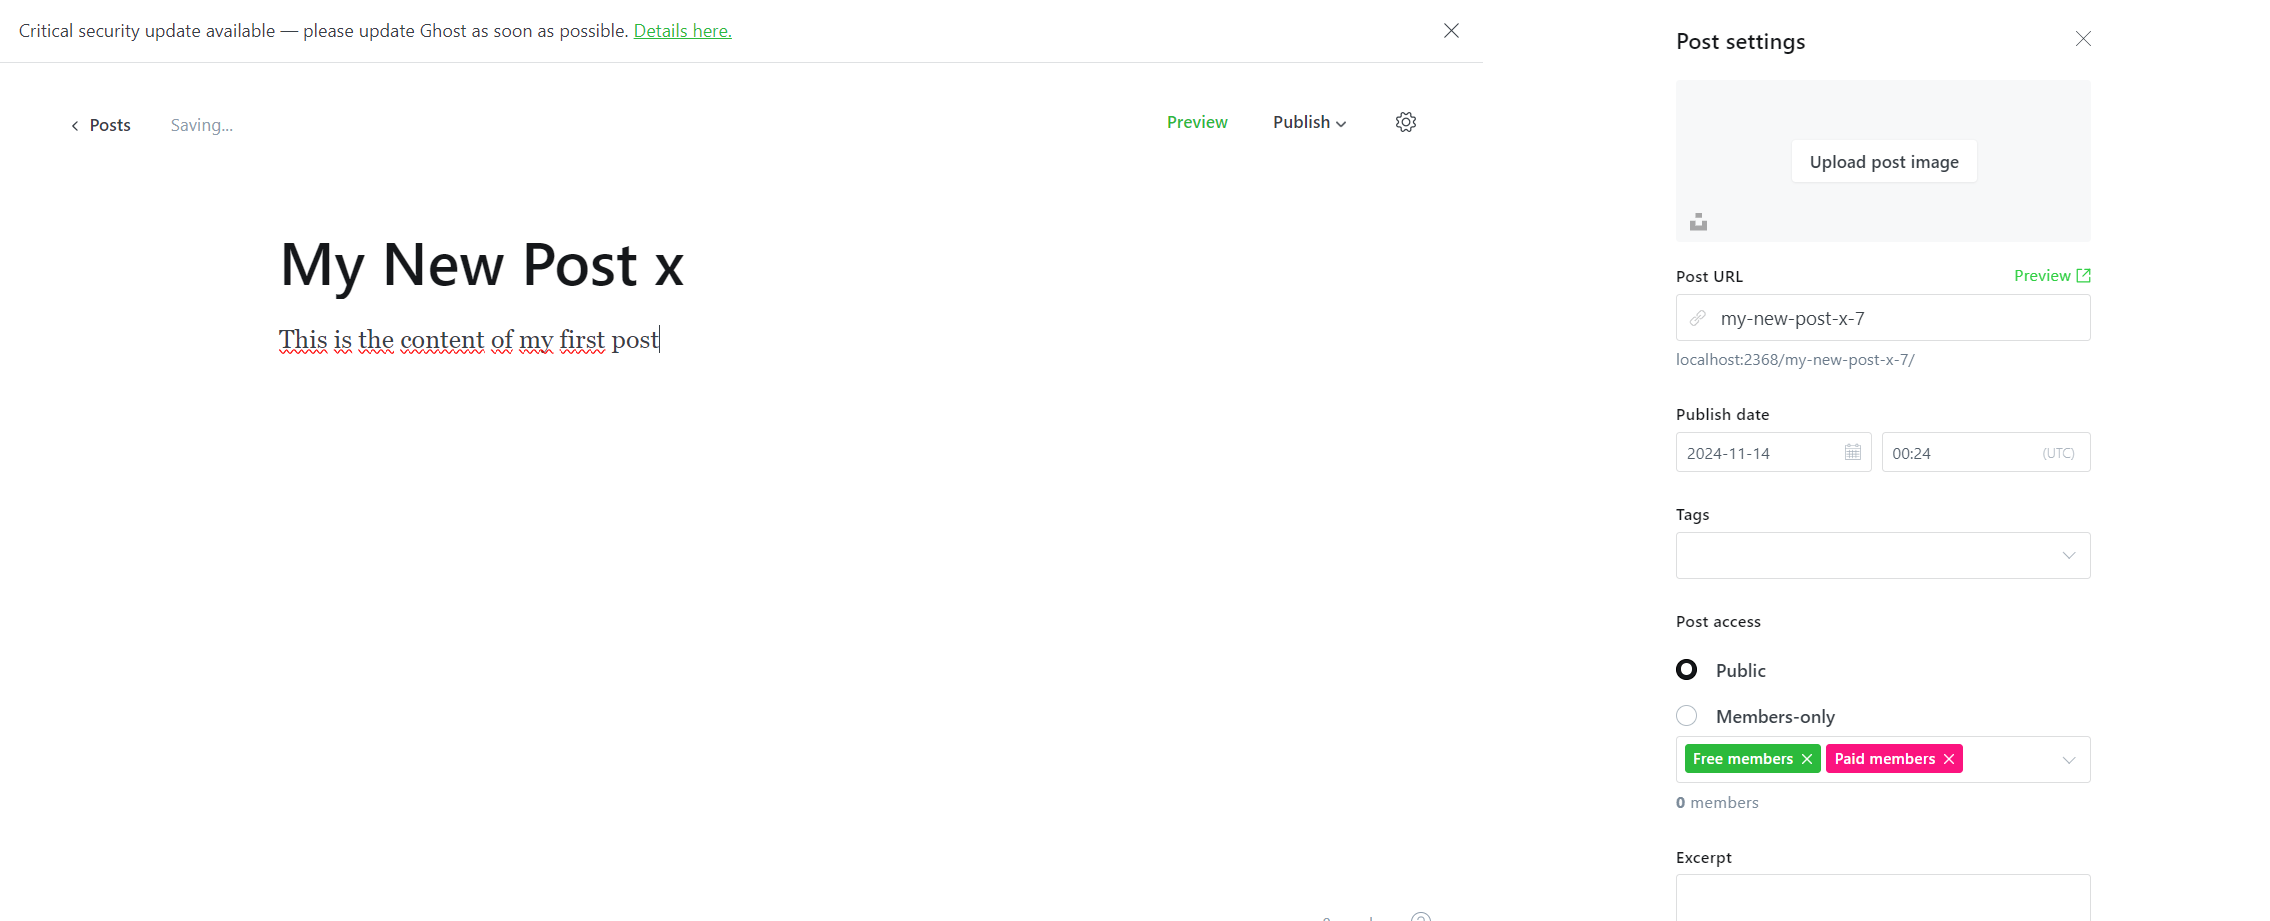 Critical security update available — please update Ghost as soon as possible. Details here.
Posts
Saving...
Preview
Publish
My New Post x
This is the content of my first post
Post settings
Upload post image
Post URL
Preview
my-new-post-x-7
localhost:2368/my-new-post-x-7/
Publish date
2024-11-14
00:24
(UTC)
Tags
Post access
Public
Members-only
Free members
Paid members
0 members
Excerpt